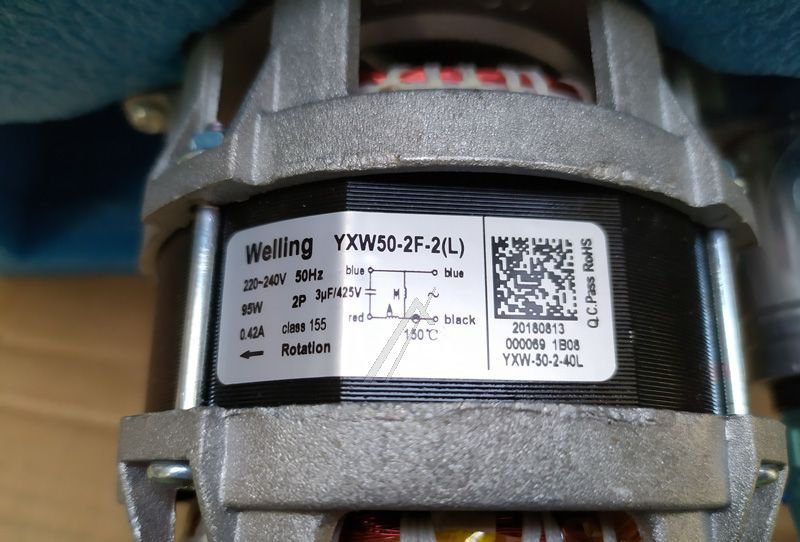 Welling YXW50-2F-2(L)
220-240V 50Hz
95W 2P 3μF/425V
0.42A class 155
Rotation
blue blue
M
A
red black
150℃
20180813
000069 1B08
YXW-50-2-40L
Q.C.Pass RoHS